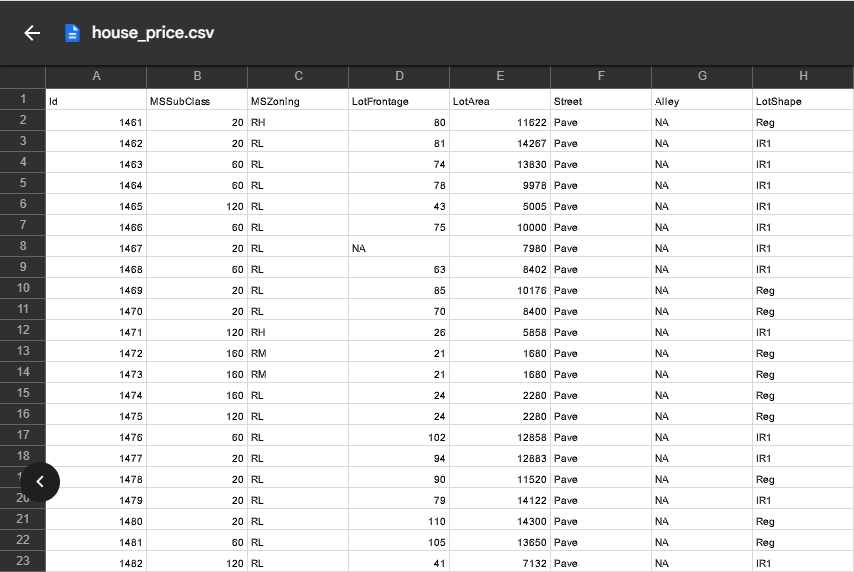 house_price.csv
A B C D E F G H
1 Id MSSubClass MSZoning LotFrontage LotArea Street Alley LotShape
2 1461 20 RH 80 11622 Pave NA Reg
3 1462 20 RL 81 14267 Pave NA IR1
4 1463 60 RL 74 13830 Pave NA IR1
5 1464 60 RL 78 9978 Pave NA IR1
6 1465 120 RL 43 5005 Pave NA IR1
7 1466 60 RL 75 10000 Pave NA IR1
8 1467 20 RL NA 7980 Pave NA IR1
9 1468 60 RL 63 8402 Pave NA IR1
10 1469 20 RL 85 10176 Pave NA Reg
11 1470 20 RL 70 8400 Pave NA Reg
12 1471 120 RH 26 5858 Pave NA IR1
13 1472 160 RM 21 1680 Pave NA Reg
14 1473 160 RM 21 1680 Pave NA Reg
15 1474 160 RL 24 2280 Pave NA Reg
16 1475 120 RL 24 2280 Pave NA Reg
17 1476 60 RL 102 12858 Pave NA IR1
18 1477 20 RL 94 12883 Pave NA IR1
1478 20 RL 90 11520 Pave NA Reg
20 1479 20 RL 79 14122 Pave NA IR1
21 1480 20 RL 110 14300 Pave NA Reg
22 1481 60 RL 105 13650 Pave NA Reg
23 1482 120 RL 41 7132 Pave NA IR1